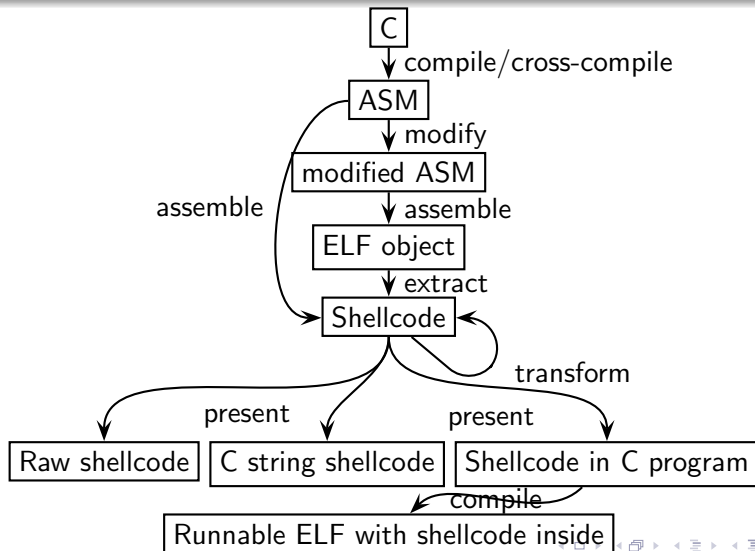 C
compile/cross-compile
ASM
modify
modified ASM
assemble
assemble
ELF object
extract
Shellcode
transform
present
present
Raw shellcode
C string shellcode
Shellcode in C program
compile
Runnable ELF with shellcode inside